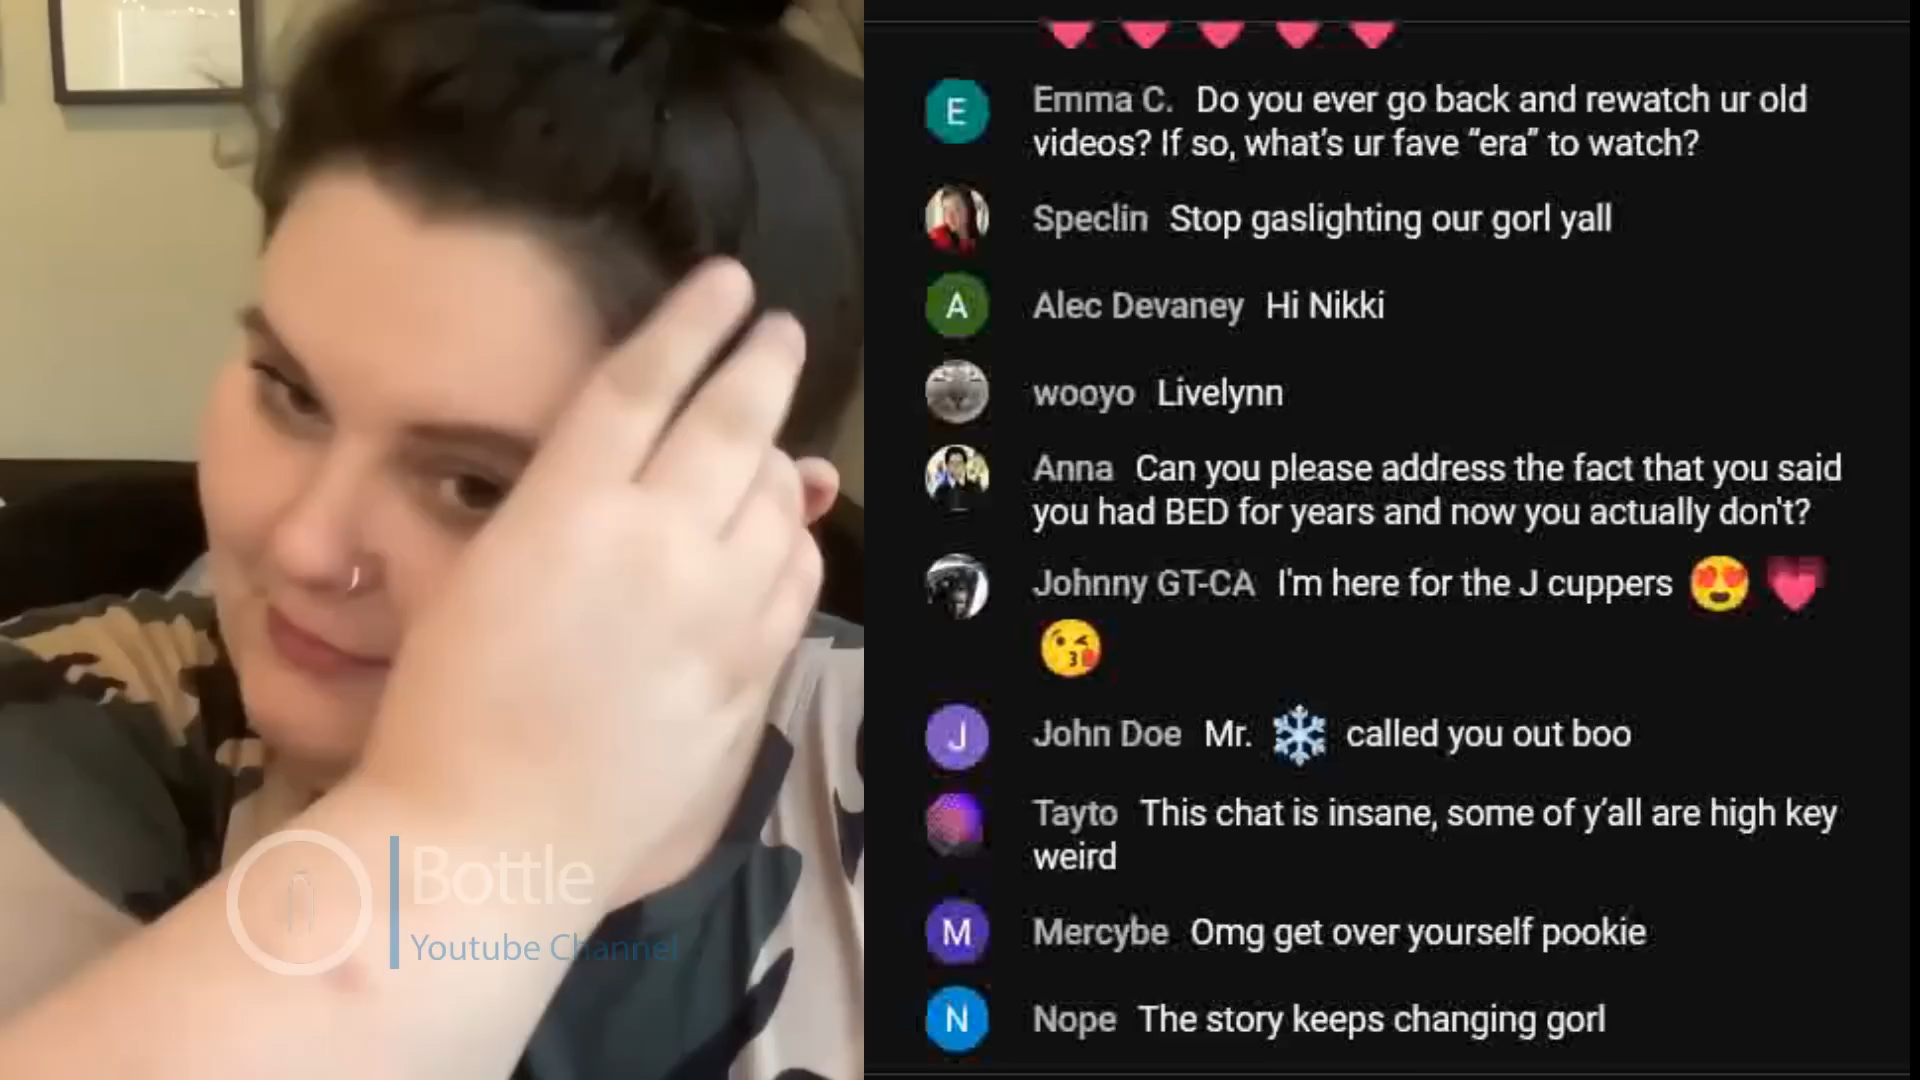 E Emma C. Do you ever go back and rewatch ur old
videos? If so, what's ur fave “era” to watch?
Speclin Stop gaslighting our gorl yall
A Alec Devaney Hi Nikki
wooyo Livelynn
Anna Can you please address the fact that you said
you had BED for years and now you actually don't?
Johnny GT-CA I'm here for the J cuppers 😍 💗
😘
J John Doe Mr. ❄️ called you out boo
Tayto This chat is insane, some of y’all are high key
weird
M Mercybe Omg get over yourself pookie
N Nope The story keeps changing gorl
Bottle
Youtube Channel